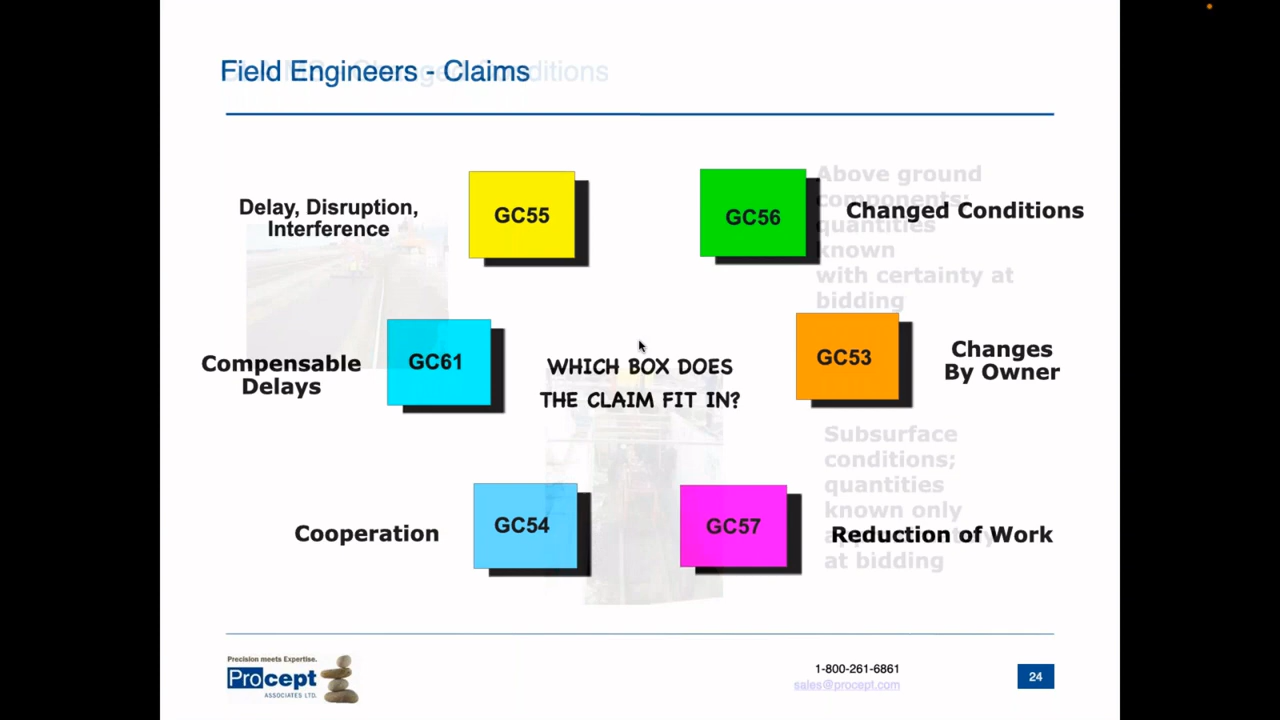 Field Engineers - Claims
Changed Conditions
Delay, Disruption,
Interference
GC55
GC56
Changed Conditions
Above ground
components;
quantities
known
with certainty at
bidding
Compensable
Delays
GC61
WHICH BOX DOES
THE CLAIM FIT IN?
GC53
Changes
By Owner
Subsurface
conditions;
quantities
known only
at bidding
Cooperation
GC54
GC57
Reduction of Work
Precision meets Expertise.
Procept
ASSOCIATES LTD.
1-800-261-6861
sales@procept.com
24